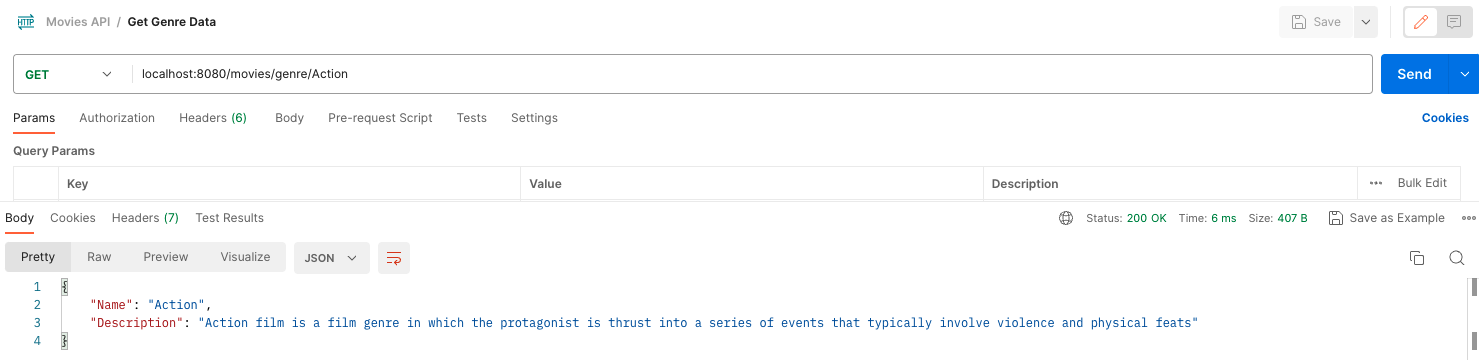 HTTP Movies API / Get Genre Data Save
GET localhost:8080/movies/genre/Action Send
Params Authorization Headers (6) Body Pre-request Script Tests Settings Cookies
Query Params
Key Value Description ••• Bulk Edit
Body Cookies Headers (7) Test Results Status: 200 OK Time: 6 ms Size: 407 B Save as Example •••
Pretty Raw Preview Visualize JSON
1 {
2 "Name": "Action",
3 "Description": "Action film is a film genre in which the protagonist is thrust into a series of events that typically involve violence and physical feats"
4 }